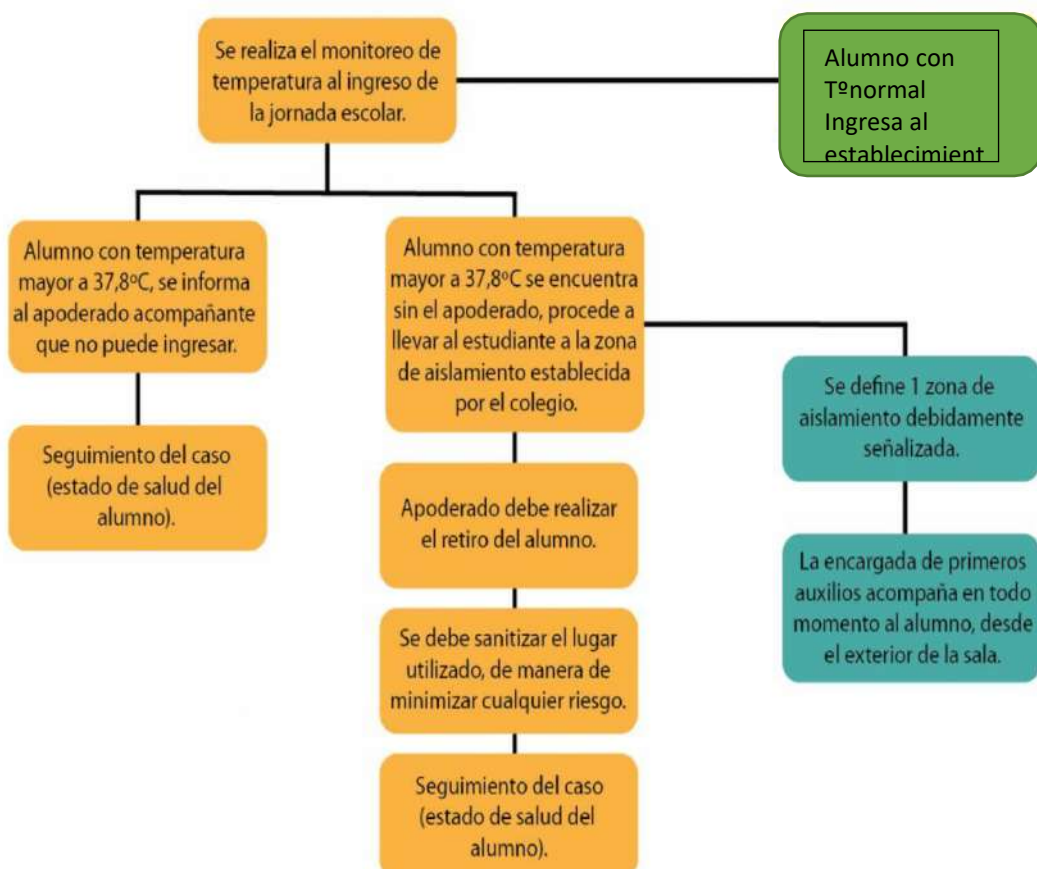 Se realiza el monitoreo de
temperatura al ingreso de
la jornada escolar.
Alumno con
Tºnormal
Ingresa al
establecimient
Alumno con temperatura
mayor a 37,8ºC, se informa
al apoderado acompañante
que no puede ingresar.
Seguimiento del caso
(estado de salud del
alumno).
Alumno con temperatura
mayor a 37,8ºC se encuentra
sin el apoderado, procede a
llevar al estudiante a la zona
de aislamiento establecida
por el colegio.
Apoderado debe realizar
el retiro del alumno.
Se debe sanitizar el lugar
utilizado, de manera de
minimizar cualquier riesgo.
Seguimiento del caso
(estado de salud del
alumno).
Se define 1 zona de
aislamiento debidamente
señalizada.
La encargada de primeros
auxilios acompaña en todo
momento al alumno, desde
el exterior de la sala.